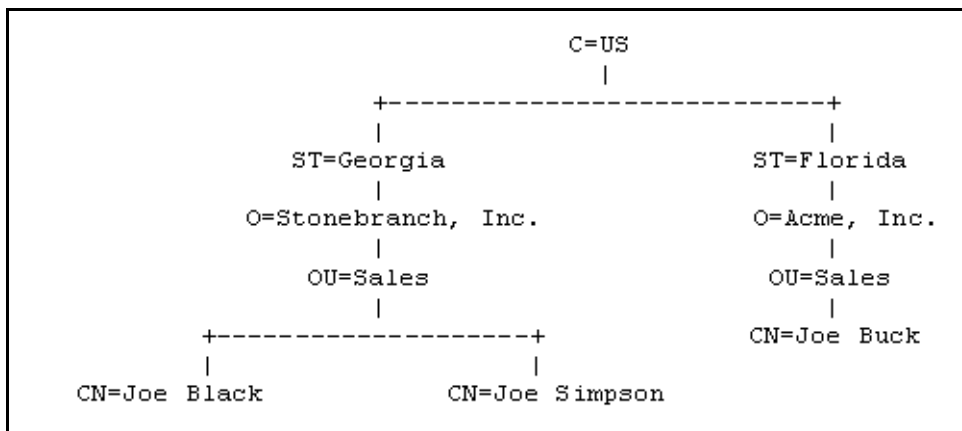 C=US
ST=Georgia ST=Florida
O=Stonebranch, Inc. O=Acme, Inc.
OU=Sales OU=Sales
CN=Joe Buck
CN=Joe Black CN=Joe Simpson